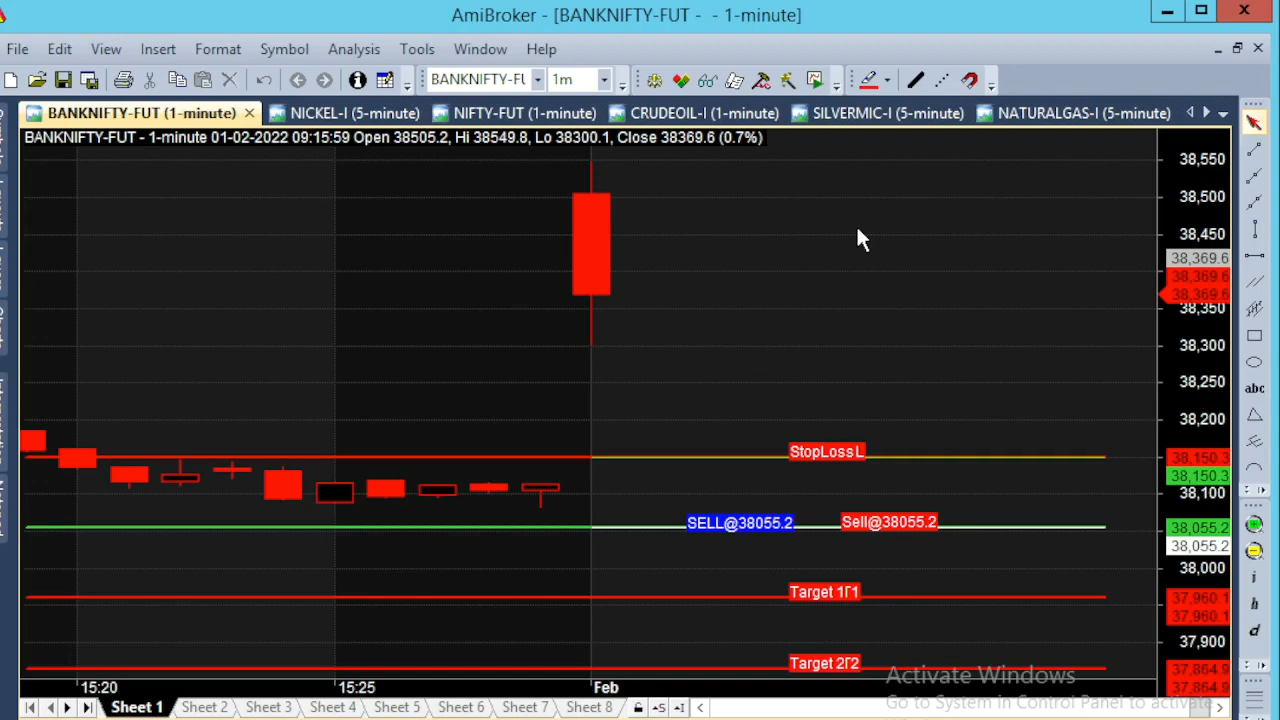 AmiBroker - [BANKNIFTY-FUT - - 1-minute]
File Edit View Insert Format Symbol Analysis Tools Window Help
BANKNIFTY-FU 1m
BANKNIFTY-FUT (1-minute) NICKEL-I (5-minute) NIFTY-FUT (1-minute) CRUDEOIL-I (1-minute) SILVERMIC-I (5-minute) NATURALGAS-I (5-minute)
BANKNIFTY-FUT - 1-minute 01-02-2022 09:15:59 Open 38505.2, Hi 38549.8, Lo 38300.1, Close 38369.6 (0.7%)
38,550
38,500
38,450
38,369.6
38,369.6
38,369.6
38,350
38,300
38,250
abc
38,200
StopLossL
38,150.3
38,150.3
38,100
SELL@38055.2 Sell@38055.2
38,055.2
38,055.2
38,000
i
Target 1Γ1
37,960.1
h
37,960.1
d
37,900
Target 2Γ2
37,864.9
Activate Windows
37,864.9
15:20 15:25 Feb
Go to System in Control Panel to activate
Sheet 1 Sheet 2 Sheet 3 Sheet 4 Sheet 5 Sheet 6 Sheet 7 Sheet 8